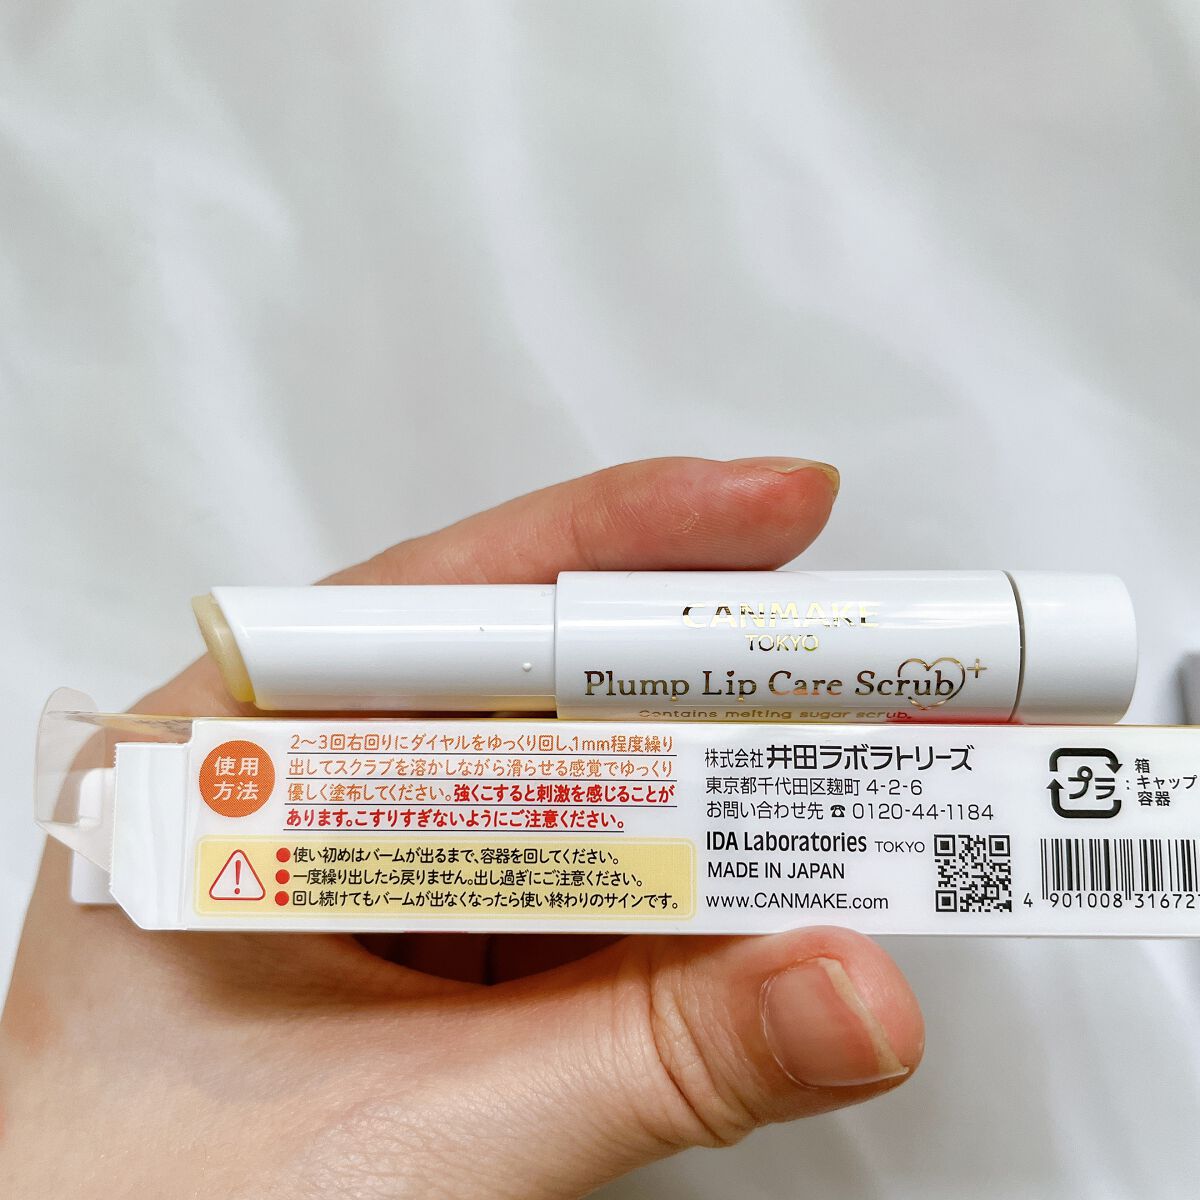 CANMAKE
TOKYO
Plump Lip Care Scrub +
Contains melting sugar scrub.
使用
方法
2〜3回右回りにダイヤルをゆっくり回し、1mm程度繰り
出してスクラブを溶かしながら滑らせる感覚でゆっくり
優しく塗布してください。強くこすると刺激を感じることが
あります。こすりすぎないようにご注意ください。
●使い初めはバームが出るまで、容器を回してください。
●一度繰り出したら戻りません。出し過ぎにご注意ください。
●回し続けてもバームが出なくなったら使い終わりのサインです。
株式会社 井田ラボラトリーズ
東京都千代田区麹町 4-2-6
お問い合わせ先 ☎ 0120-44-1184
IDA Laboratories TOKYO
MADE IN JAPAN
www.CANMAKE.com
プラ
: 箱
キャップ
容器
4 901008 31672